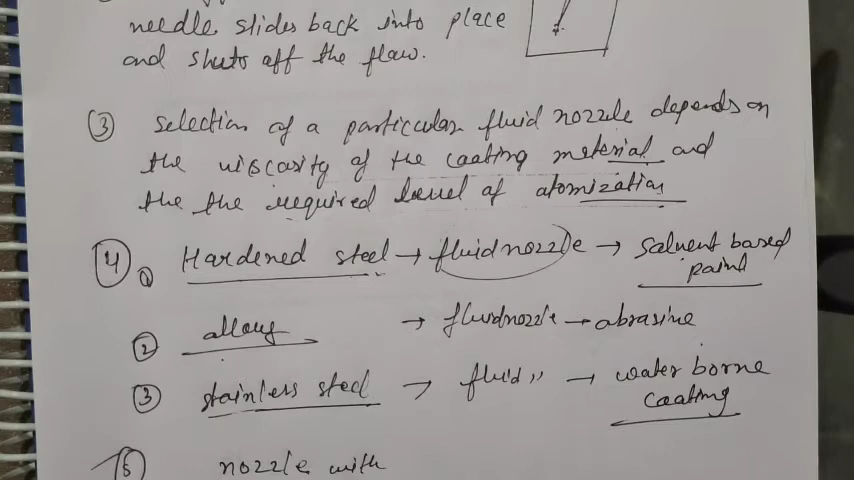 needle slides back into place
and shuts off the flow.
③ Selection of a particular fluid nozzle depends on
the viscosity of the coating material and
the the required level of atomization
④ ① Hardened steel → fluid nozzle → solvent based
paint
② alloy → fluid nozzle → abrasive
③ stainless steel → fluid " → water borne
coating
⑤ nozzle with